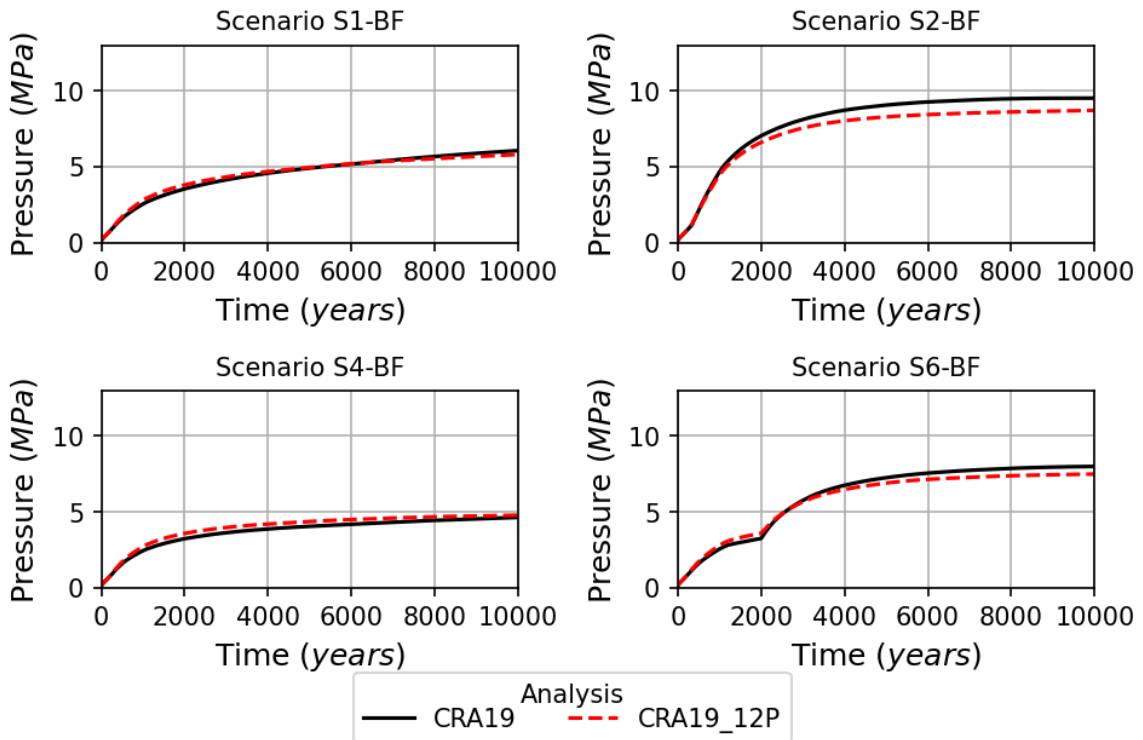 Scenario S1-BF
Pressure (MPa)
10
5
0
0 2000 4000 6000 8000 10000
Time (years)
Scenario S2-BF
Pressure (MPa)
10
5
0
0 2000 4000 6000 8000 10000
Time (years)
Scenario S4-BF
Pressure (MPa)
10
5
0
0 2000 4000 6000 8000 10000
Time (years)
Scenario S6-BF
Pressure (MPa)
10
5
0
0 2000 4000 6000 8000 10000
Time (years)
Analysis
CRA19 CRA19_12P